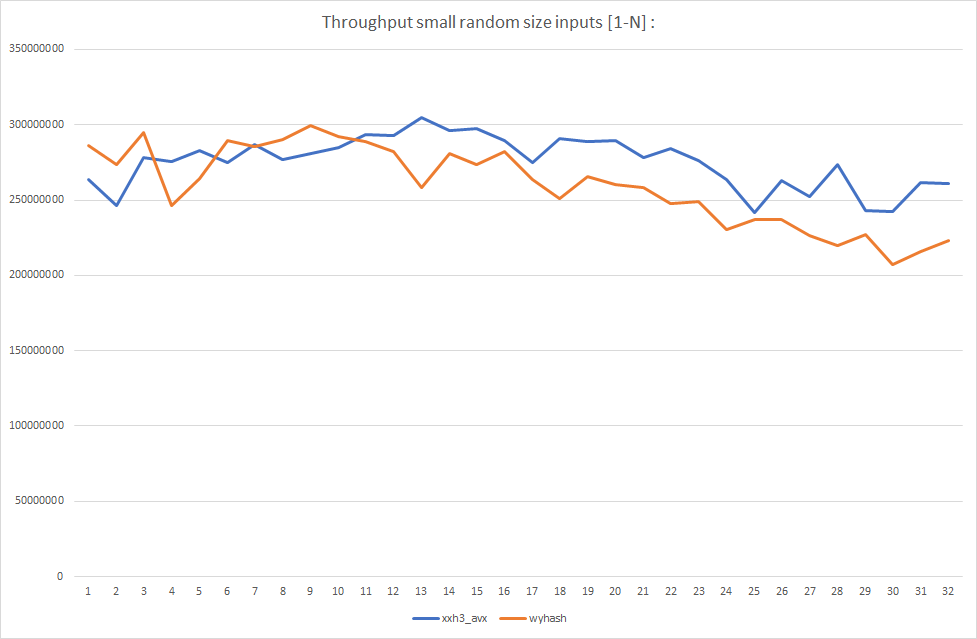 Throughput small random size inputs [1-N] :
350000000
300000000
250000000
200000000
150000000
100000000
50000000
0
1 2 3 4 5 6 7 8 9 10 11 12 13 14 15 16 17 18 19 20 21 22 23 24 25 26 27 28 29 30 31 32
xxh3_avx wyhash